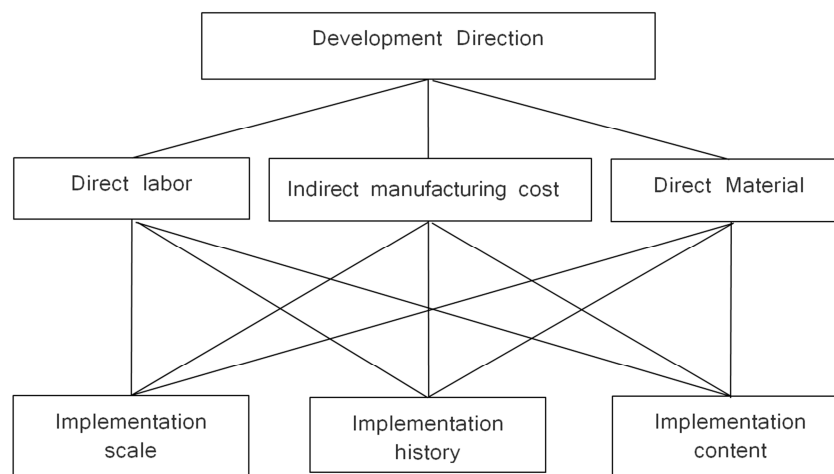 Development Direction
Direct labor
Indirect manufacturing cost
Direct Material
Implementation
scale
Implementation
history
Implementation
content